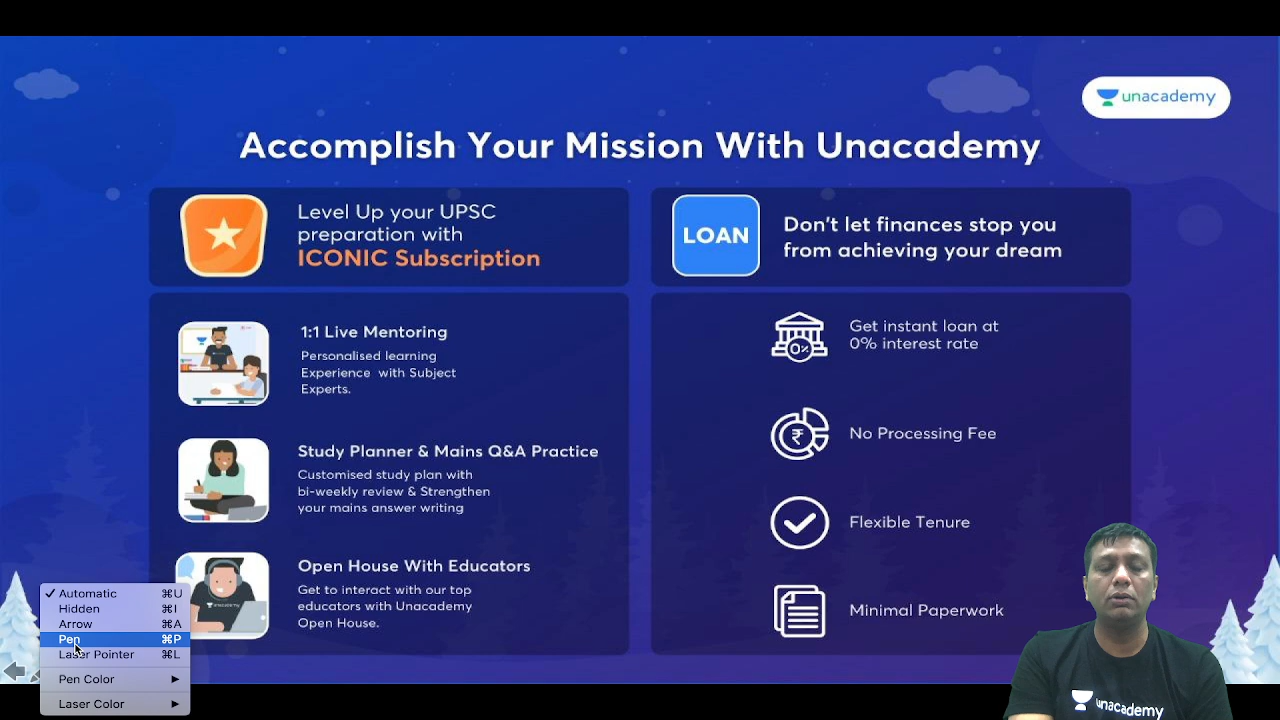 unacademy
Accomplish Your Mission With Unacademy
Level Up your UPSC
preparation with
ICONIC Subscription
LOAN
Don't let finances stop you
from achieving your dream
1:1 Live Mentoring
Personalised learning
Experience with Subject
Experts.
Study Planner & Mains Q&A Practice
Customised study plan with
bi-weekly review & Strengthen
your mains answer writing
Open House With Educators
Get to interact with our top
educators with Unacademy
Open House.
unacademy
0%
Get instant loan at
0% interest rate
₹
No Processing Fee
Flexible Tenure
Minimal Paperwork
✓ Automatic ⌘U
Hidden ⌘I
Arrow ⌘A
Pen ⌘P
Laser Pointer ⌘L
Pen Color ▶
Laser Color ▶
unacademy